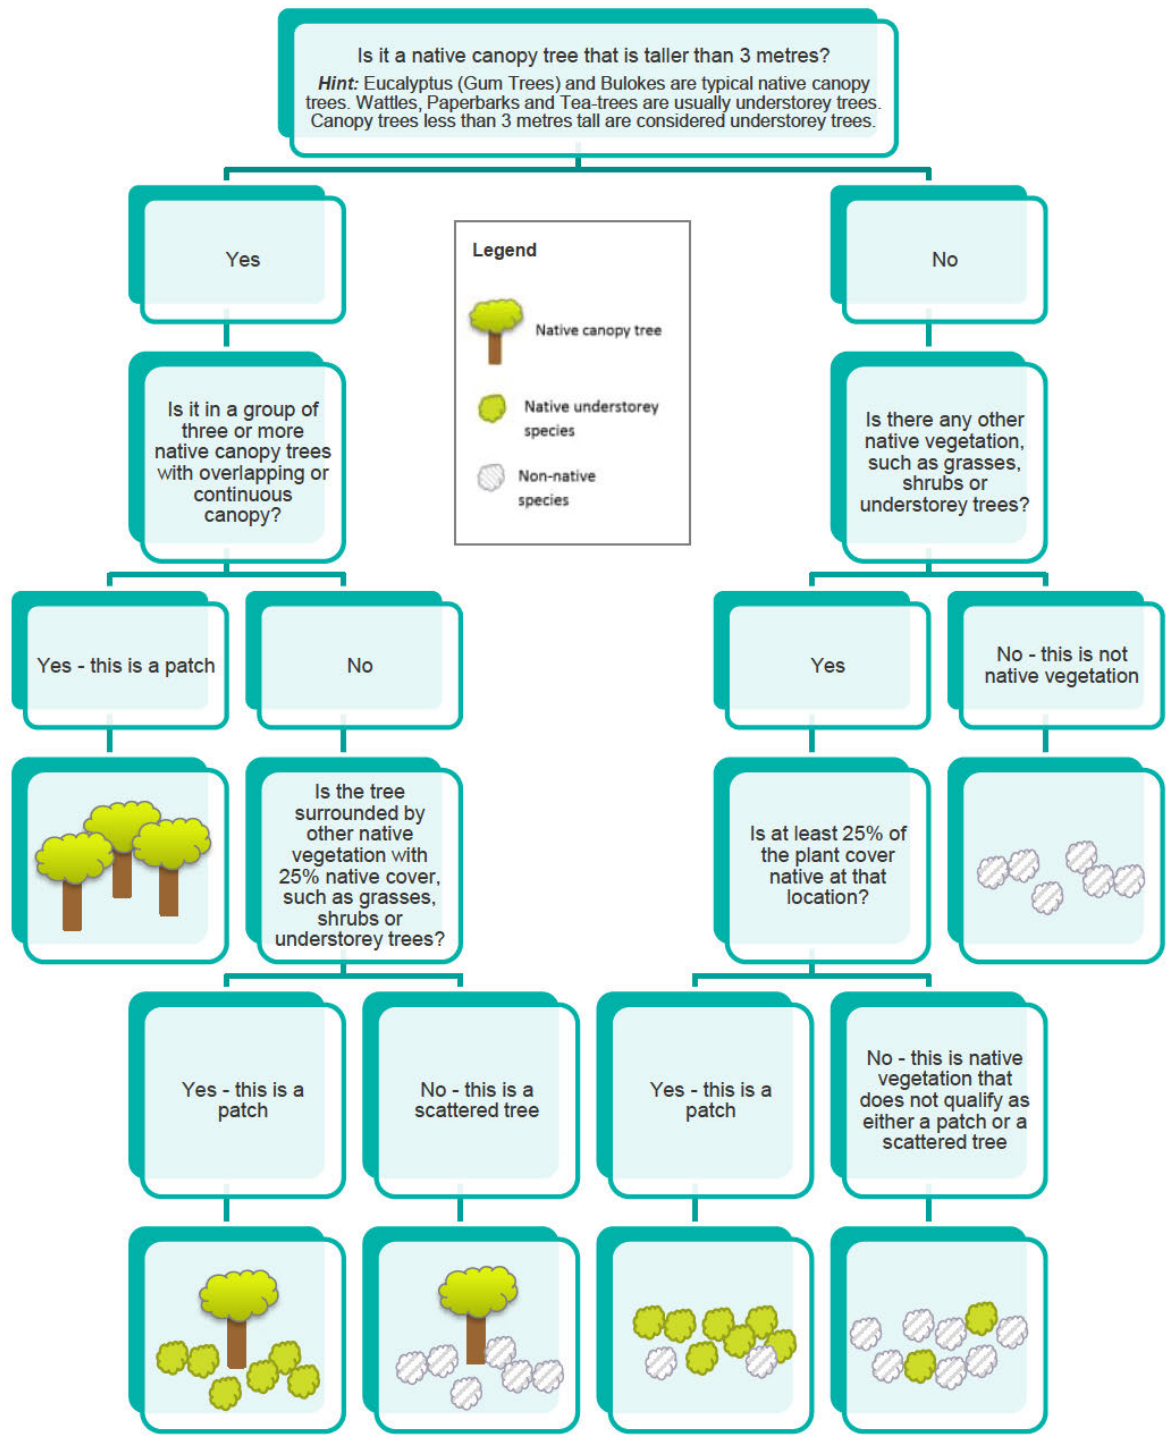 Is it a native canopy tree that is taller than 3 metres?
Hint: Eucalyptus (Gum Trees) and Bulokes are typical native canopy
trees. Wattles, Paperbarks and Tea-trees are usually understorey trees.
Canopy trees less than 3 metres tall are considered understorey trees.
Yes
No
Legend
Native canopy tree
Native understorey
species
Non-native
species
Is it in a group of
three or more
native canopy trees
with overlapping or
continuous
canopy?
Is there any other
native vegetation,
such as grasses,
shrubs or
understorey trees?
Yes - this is a patch
No
Yes
No - this is not
native vegetation
Is the tree
surrounded by
other native
vegetation with
25% native cover,
such as grasses,
shrubs or
understorey trees?
Is at least 25% of
the plant cover
native at that
location?
Yes - this is a
patch
No - this is a
scattered tree
Yes - this is a
patch
No - this is native
vegetation that
does not qualify as
either a patch or a
scattered tree